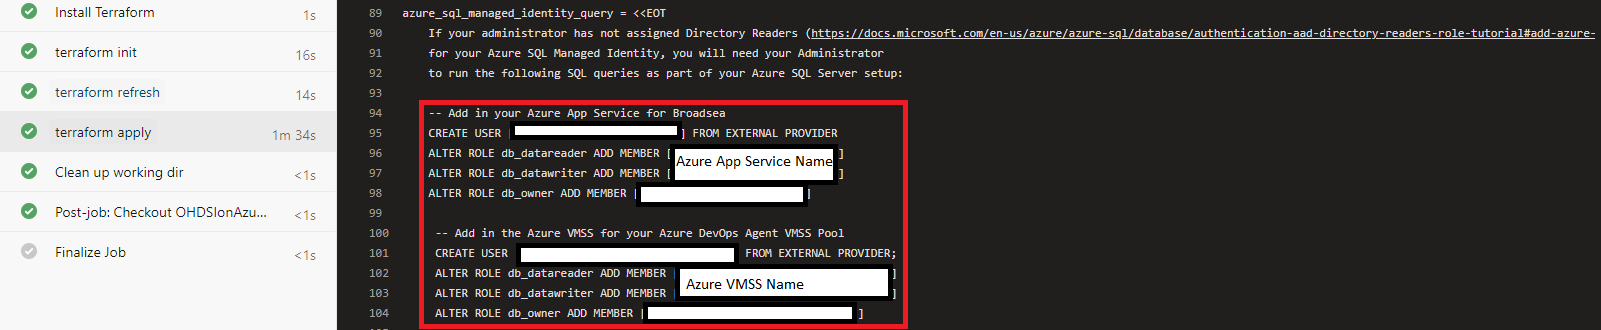 Install Terraform 1s
terraform init 16s
terraform refresh 14s
terraform apply 1m 34s
Clean up working dir <1s
Post-job: Checkout OHDSIonAzu... <1s
Finalize Job <1s
89 azure_sql_managed_identity_query = <<EOT
90 If your administrator has not assigned Directory Readers (https://docs.microsoft.com/en-us/azure/azure-sql/database/authentication-aad-directory-readers-role-tutorial#add-azure-
91 for your Azure SQL Managed Identity, you will need your Administrator
92 to run the following SQL queries as part of your Azure SQL Server setup:
93
94 -- Add in your Azure App Service for Broadsea
95 CREATE USER [ ] FROM EXTERNAL PROVIDER
96 ALTER ROLE db_datareader ADD MEMBER [Azure App Service Name]
97 ALTER ROLE db_datawriter ADD MEMBER [ ]
98 ALTER ROLE db_owner ADD MEMBER [ ]
99
100 -- Add in the Azure VMSS for your Azure DevOps Agent VMSS Pool
101 CREATE USER FROM EXTERNAL PROVIDER;
102 ALTER ROLE db_datareader ADD MEMBER [ ]
Azure VMSS Name
103 ALTER ROLE db_datawriter ADD MEMBER [ ]
104 ALTER ROLE db_owner ADD MEMBER [ ]